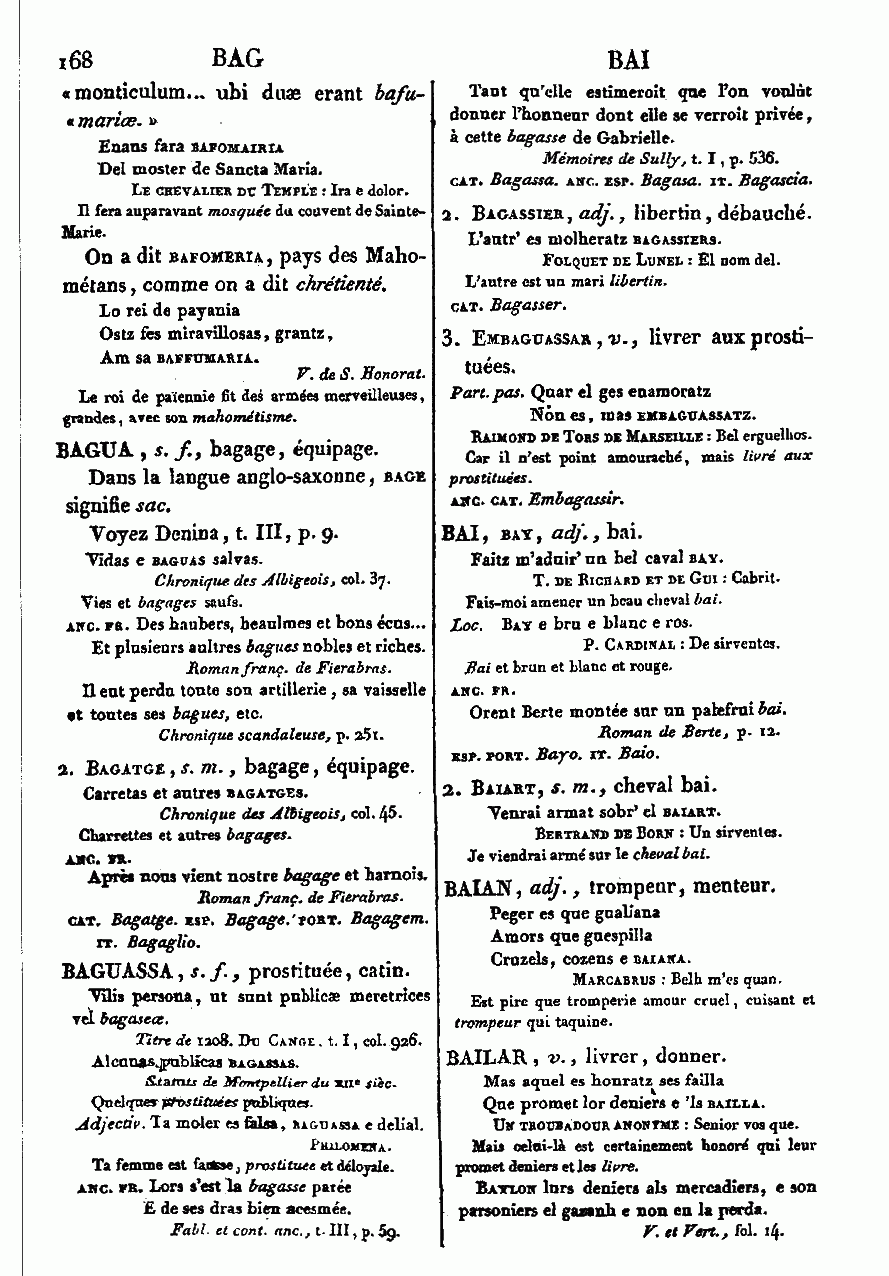 168 BAG BAI
«monticulum... ubi duæ erant bafu-
«mariæ. »
Enans fara BAFOMAIRIA
Del moster de Sancta Maria.
LE CHEVALIER DU TEMPLE : Ira e dolor.
Il fera auparavant mosquée du couvent de Sainte-
Marie.
On a dit BAFOMERIA, pays des Maho-
métans, comme on a dit chrétienté.
Lo rei de payania
Ostz fes miravillosas, grantz,
Am sa BAFFUMARIA.
V. de S. Honorat.
Le roi de païennie fit des armées merveilleuses,
grandes, avec son mahométisme.
BAGUA, s. f., bagage, équipage.
Dans la langue anglo-saxonne, BAGE
signifie sac.
Voyez Denina, t. III, p. 9.
Vidas e BAGUAS salvas.
Chronique des Albigeois, col. 37.
Vies et bagages saufs.
ANC. FR. Des haubers, heaulmes et bons écus...
Et plusieurs aultres bagues nobles et riches.
Roman franç. de Fierabras.
Il eut perdu toute son artillerie, sa vaisselle
et toutes ses bagues, etc.
Chronique scandaleuse, p. 251.
2. BAGATGE, s. m., bagage, équipage.
Carretas et autres BAGATGES.
Chronique des Albigeois, col. 45.
Charrettes et autres bagages.
ANC. FR.
Après nous vient nostre bagage et harnois.
Roman franç. de Fierabras.
CAT. Bagatge. ESP. Bagage. PORT. Bagagem.
IT. Bagaglio.
BAGUASSA, s. f., prostituée, catin.
Vilis persona, ut sunt publicæ meretrices
vel bagaseæ.
Titre de 1208. DU CANGE. t. I, col. 926.
Alcunas publicas BAGASSAS.
Statuts de Montpellier du XIIe sièc.
Quelques prostituées publiques.
Adjectiv. Ta moler es falsa, BAGUASSA e delial.
PHILOMENA.
Ta femme est fausse, prostituée et déloyale.
ANC. FR. Lors s'est la bagasse parée
E de ses dras bien acesmée.
Fabl. et cont. anc., t. III, p. 59.
Tant qu'elle estimeroit que l'on voulût
donner l'honneur dont elle se verroit privée,
à cette bagasse de Gabrielle.
Mémoires de Sully, t. I, p. 536.
CAT. Bagassa. ANC. ESP. Bagasa. IT. Bagascia.
2. BAGASSIER, adj., libertin, débauché.
L'autr' es molheratz BAGASSIERS.
FOLQUET DE LUNEL : El nom del.
L'autre est un mari libertin.
CAT. Bagasser.
3. EMBAGUASSAR, v., livrer aux prosti-
tuées.
Part. pas. Quar el ges enamoratz
Non es, mas EMBAGUASSATZ.
RAIMOND DE TORS DE MARSEILLE : Bel erguelhos.
Car il n'est point amouraché, mais livré aux
prostituées.
ANC. CAT. Embagassir.
BAI, BAY, adj., bai.
Faitz m'aduir' un bel caval BAY.
T. DE RICHARD ET DE GUI : Cabrit.
Fais-moi amener un beau cheval bai.
Loc. BAY e bru e blanc e ros.
P. CARDINAL : De sirventes.
Bai et brun et blanc et rouge.
ANC. FR.
Orent Berte montée sur un palefroi bai.
Roman de Berte, p. 12.
ESP. PORT. Bayo. IT. Baio.
2. BAIART, s. m., cheval bai.
Venrai armat sobr' el BAIART.
BERTRAND DE BORN : Un sirventes.
Je viendrai armé sur le cheval bai.
BAIAN, adj., trompeur, menteur.
Peger es que gualiana
Amors que guespilla
Cruzels, cozens e BAIANA.
MARCABRUS : Belh m'es quan.
Est pire que tromperie amour cruel, cuisant et
trompeur qui taquine.
BAILAR, v., livrer, donner.
Mas aquel es honratz ses failla
Que promet lor deniers e 'ls BAILLA.
UN TROUBADOUR ANONYME : Senior vos que.
Mais celui-là est certainement honoré qui leur
promet deniers et les livre.
BAYLON lurs deniers als mercadiers, e son
parsoniers el gasanh e non en la perda.
V. et Vert., fol. 14.